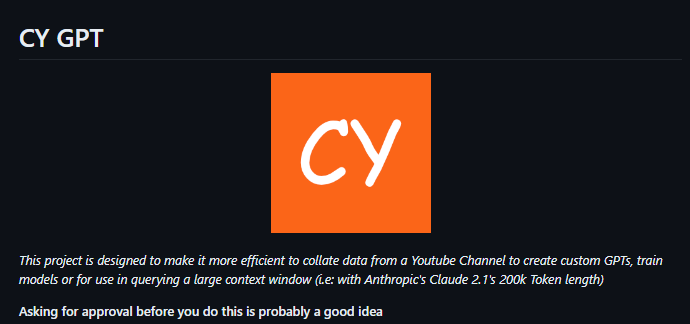 CY GPT
CY
This project is designed to make it more efficient to collate data from a Youtube Channel to create custom GPTs, train
models or for use in querying a large context window (i.e: with Anthropic's Claude 2.1's 200k Token length)
Asking for approval before you do this is probably a good idea